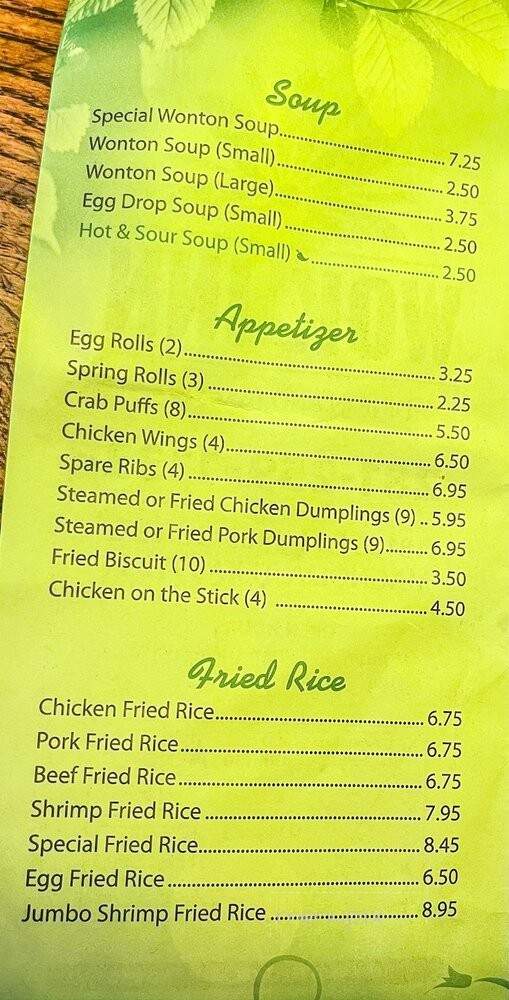 Soup
Special Wonton Soup............................................ 7.25
Wonton Soup (Small)............................................ 2.50
Wonton Soup (Large)............................................ 3.75
Egg Drop Soup (Small)......................................... 2.50
Hot & Sour Soup (Small) ................................... 2.50
Appetizer
Egg Rolls (2)............................................................ 3.25
Spring Rolls (3)........................................................ 2.25
Crab Puffs (8)........................................................... 5.50
Chicken Wings (4).................................................. 6.50
Spare Ribs (4)........................................................... 6.95
Steamed or Fried Chicken Dumplings (9) .. 5.95
Steamed or Fried Pork Dumplings (9)......... 6.95
Fried Biscuit (10) .................................................... 3.50
Chicken on the Stick (4) ..................................... 4.50
Fried Rice
Chicken Fried Rice.................................................. 6.75
Pork Fried Rice.......................................................... 6.75
Beef Fried Rice.......................................................... 6.75
Shrimp Fried Rice .................................................... 7.95
Special Fried Rice..................................................... 8.45
Egg Fried Rice ............................................................ 6.50
Jumbo Shrimp Fried Rice ................................... 8.95